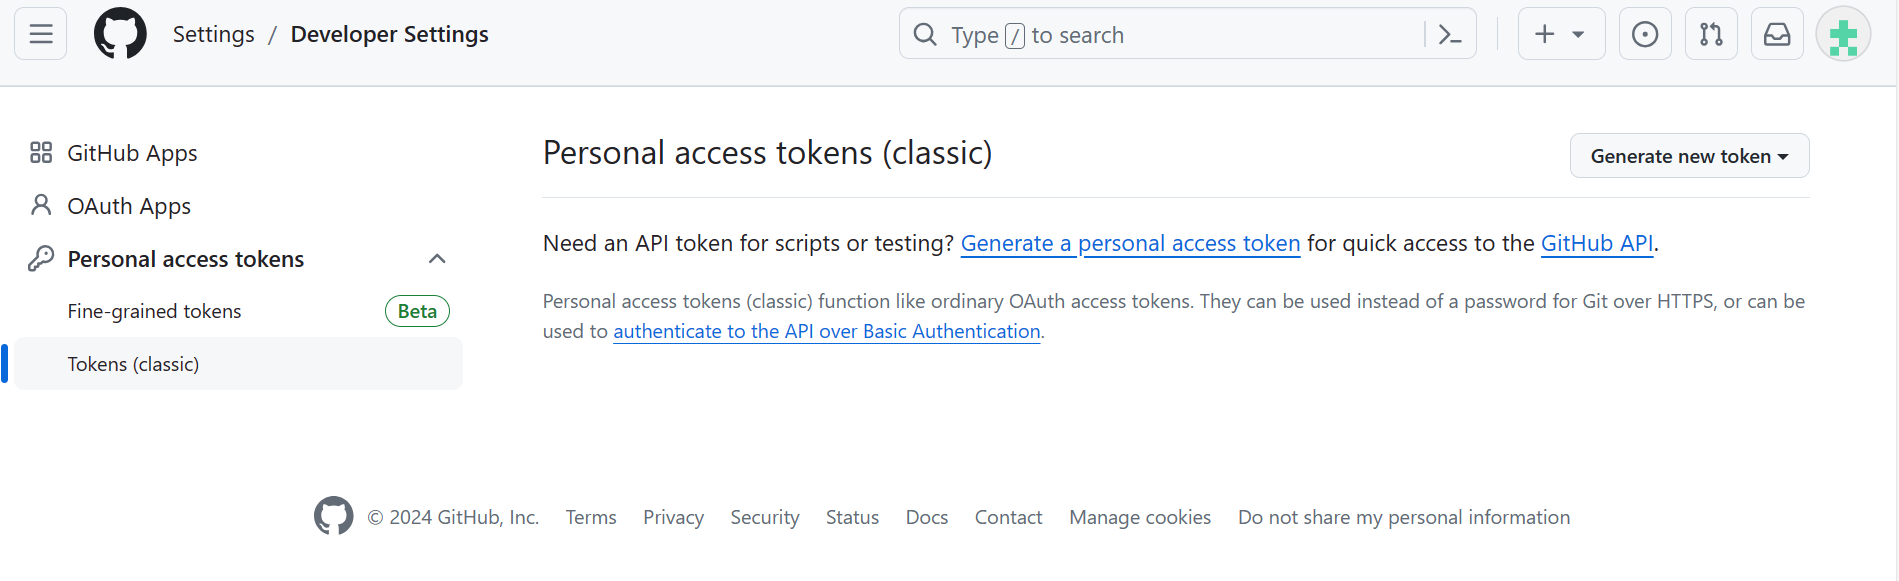 Settings / Developer Settings
Type / to search
GitHub Apps
OAuth Apps
Personal access tokens
Fine-grained tokens Beta
Tokens (classic)
Personal access tokens (classic)
Generate new token
Need an API token for scripts or testing? Generate a personal access token for quick access to the GitHub API.
Personal access tokens (classic) function like ordinary OAuth access tokens. They can be used instead of a password for Git over HTTPS, or can be
used to authenticate to the API over Basic Authentication.
© 2024 GitHub, Inc. Terms Privacy Security Status Docs Contact Manage cookies Do not share my personal information